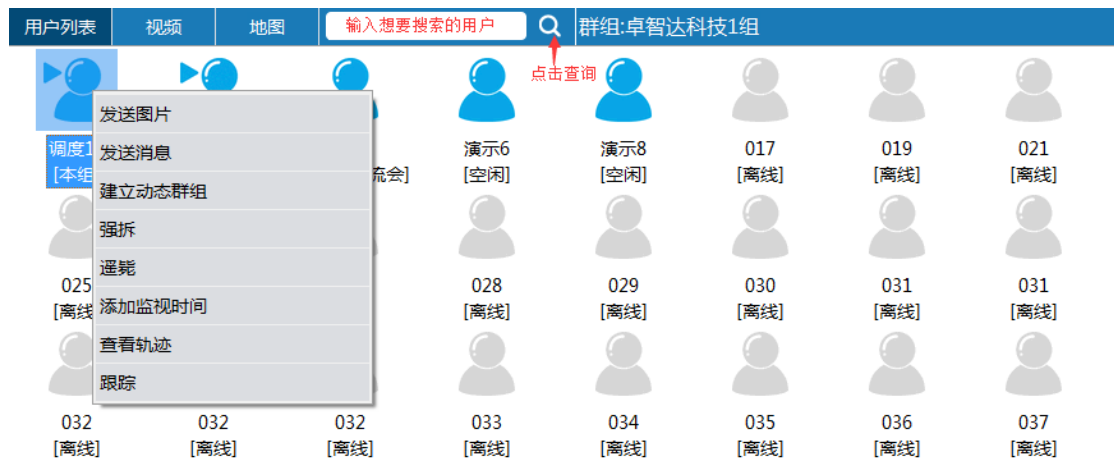 用户列表 视频 地图 输入想要搜索的用户 群组:卓智达科技1组
点击查询
发送图片
发送消息
建立动态群组
强拆
遥毙
添加监视时间
查看轨迹
跟踪
调度1 演示6 演示8 017 019 021
[本组 流会] [空闲] [空闲] [离线] [离线] [离线]
025 028 029 030 031 031
[离线 [离线] [离线] [离线] [离线] [离线]
032 032 032 033 034 035 036 037
[离线] [离线] [离线] [离线] [离线] [离线] [离线] [离线]